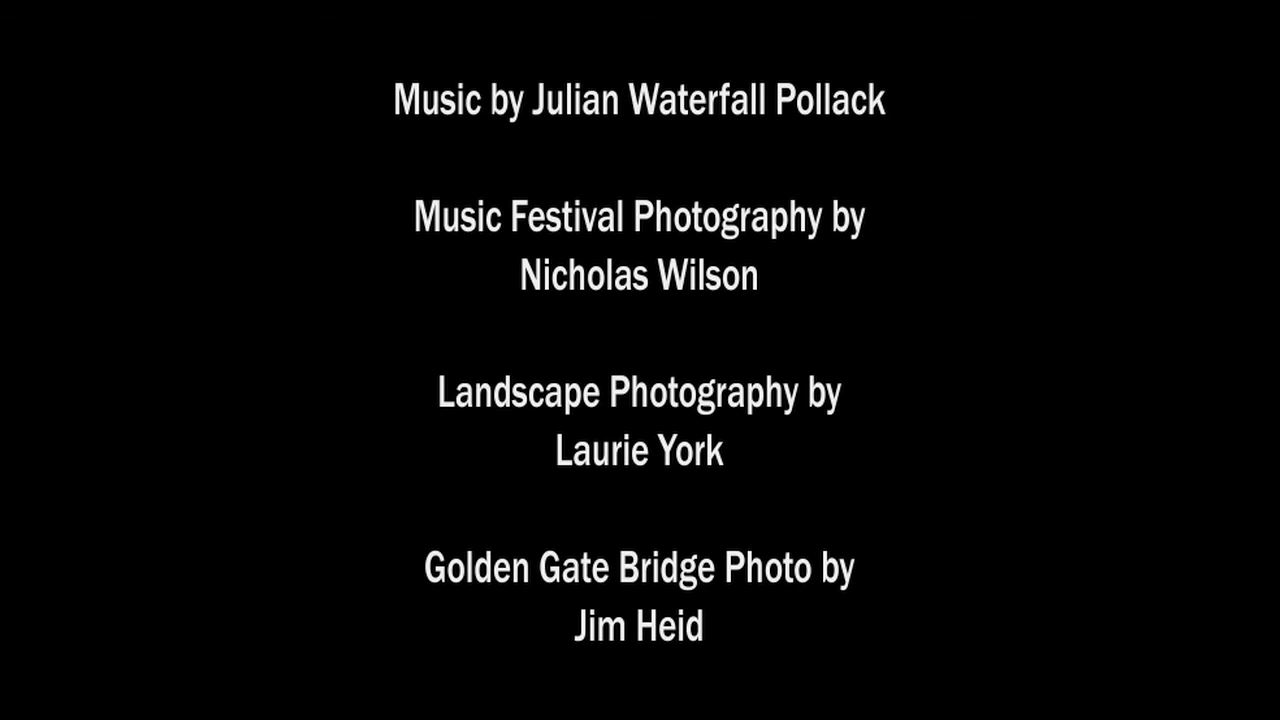 Music by Julian Waterfall Pollack
Music Festival Photography by
Nicholas Wilson
Landscape Photography by
Laurie York
Golden Gate Bridge Photo by
Jim Heid